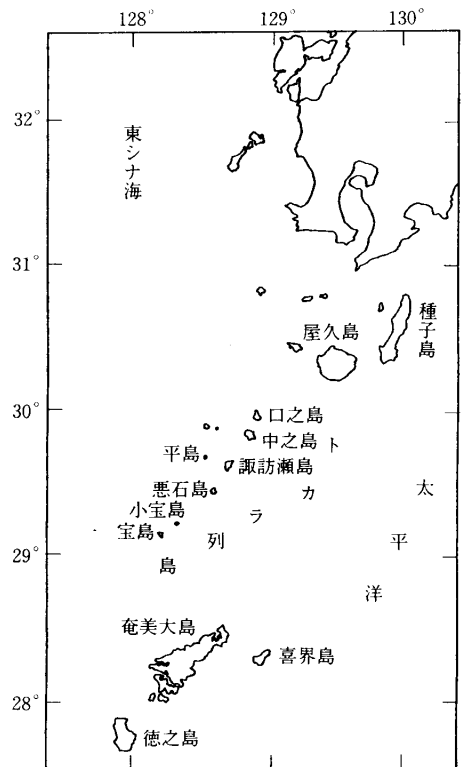 128°
129°
130°
32°
31°
30°
29°
28°
東シナ海
種子島
屋久島
口之島
中之島
平島
諏訪瀬島
悪石島
小宝島
宝島
トカラ列島
太平洋
奄美大島
喜界島
徳之島